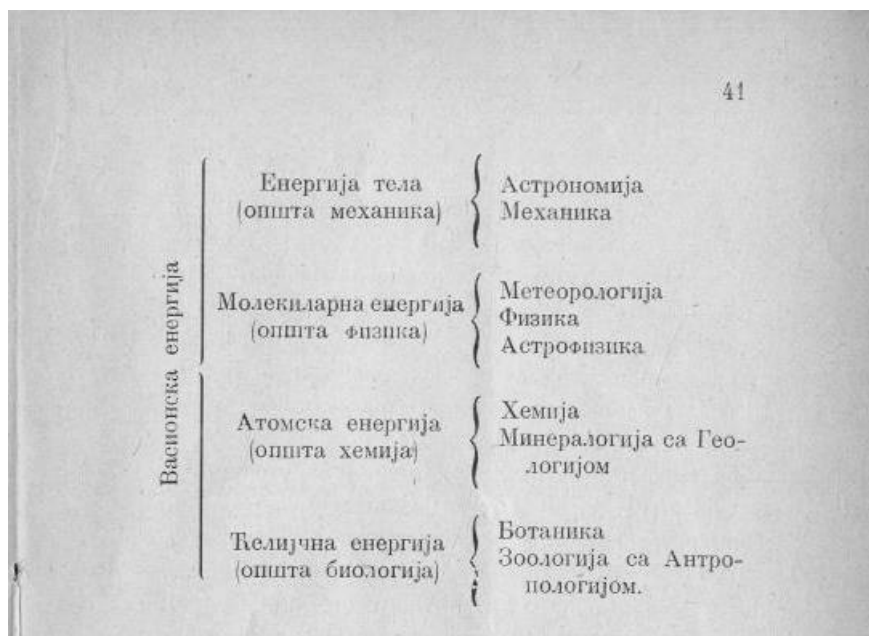 41
Васионска енергија
Енергија тела
(општа механика)
Астрономија
Механика
Молекиларна енергија
(општа физика)
Метеорологија
Физика
Астрофизика
Атомска енергија
(општа хемија)
Хемија
Минералогија са Гео-
логијом
Ћелијчна енергија
(општа биологија)
Ботаника
Зоологија са Антро-
пологијом.